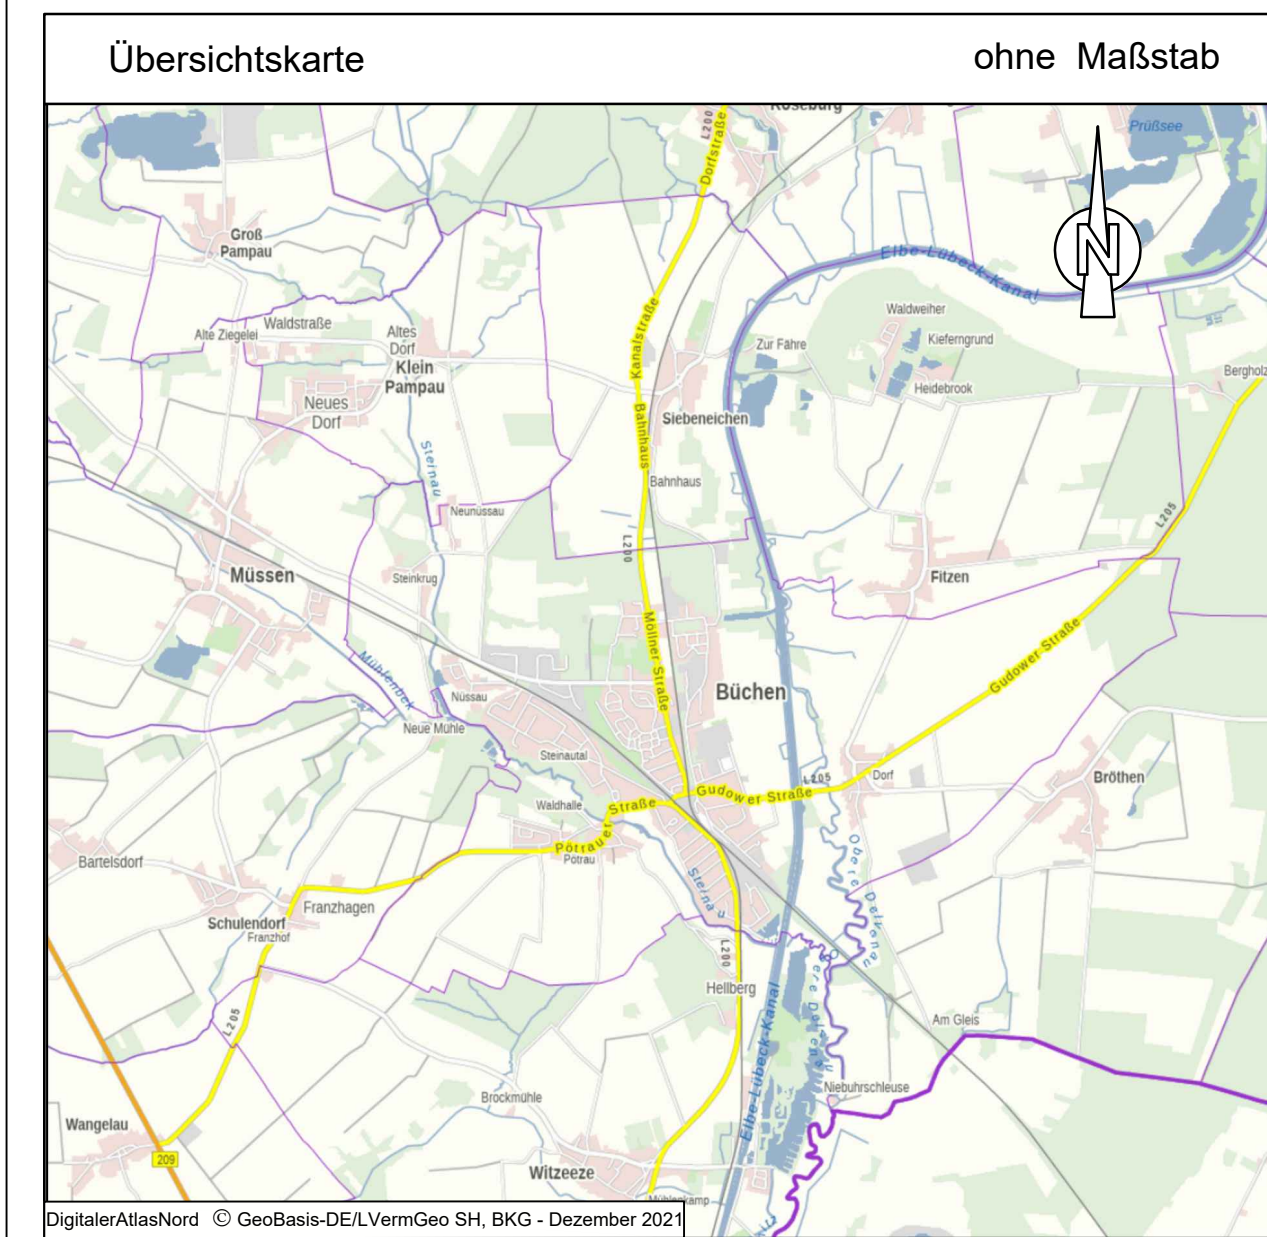 Übersichtskarte
ohne Maßstab
Roseburg
Prüßsee
L200
Dorfstraße
Groß
Pampau
Elbe-Lübeck-Kanal
N
Waldstraße
Alte Ziegelei
Altes
Dorf
Klein
Pampau
Kanalstraße
Zur Fähre
Waldweiher
Kieferngrund
Heidebrook
Bergholz
Neues
Dorf
Siebeneichen
Bahnhaus
Steinau
Bahnhaus
Neunüssau
L205
L200
Müssen
Steinkrug
Fitzen
Möllner Straße
Gudower Straße
Mühlenbek
Nüssau
Büchen
Neue Mühle
Steinautal
L205
Dorf
Bröthen
Gudower Straße
Waldhalle
Pötrauer Straße
Pötrau
Bartelsdorf
Steinau
Obere Delvenau
Franzhagen
Schulendorf
Franzhof
L200
Hellberg
L205
Am Gleis
Elbe-Lübeck-Kanal
Niebuhrschleuse
Brockmühle
Wangelau
209
Witzeeze
Mühlenkamp
DigitalerAtlasNord © GeoBasis-DE/LVermGeo SH, BKG - Dezember 2021